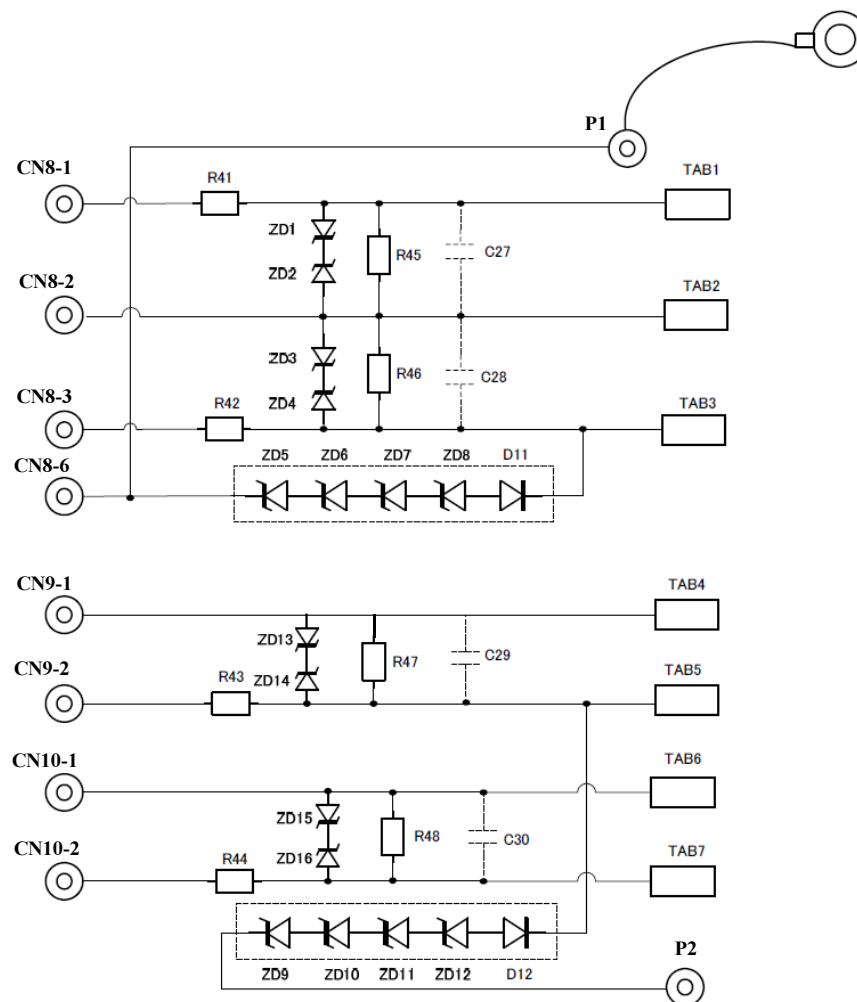 P1
CN8-1
R41
TAB1
ZD1
R45
C27
ZD2
CN8-2
TAB2
ZD3
R46
C28
ZD4
CN8-3
R42
TAB3
CN8-6
ZD5 ZD6 ZD7 ZD8 D11
CN9-1
TAB4
ZD13
R47
C29
CN9-2
R43
ZD14
TAB5
CN10-1
TAB6
ZD15
R48
C30
CN10-2
R44
ZD16
TAB7
ZD9 ZD10 ZD11 ZD12 D12
P2